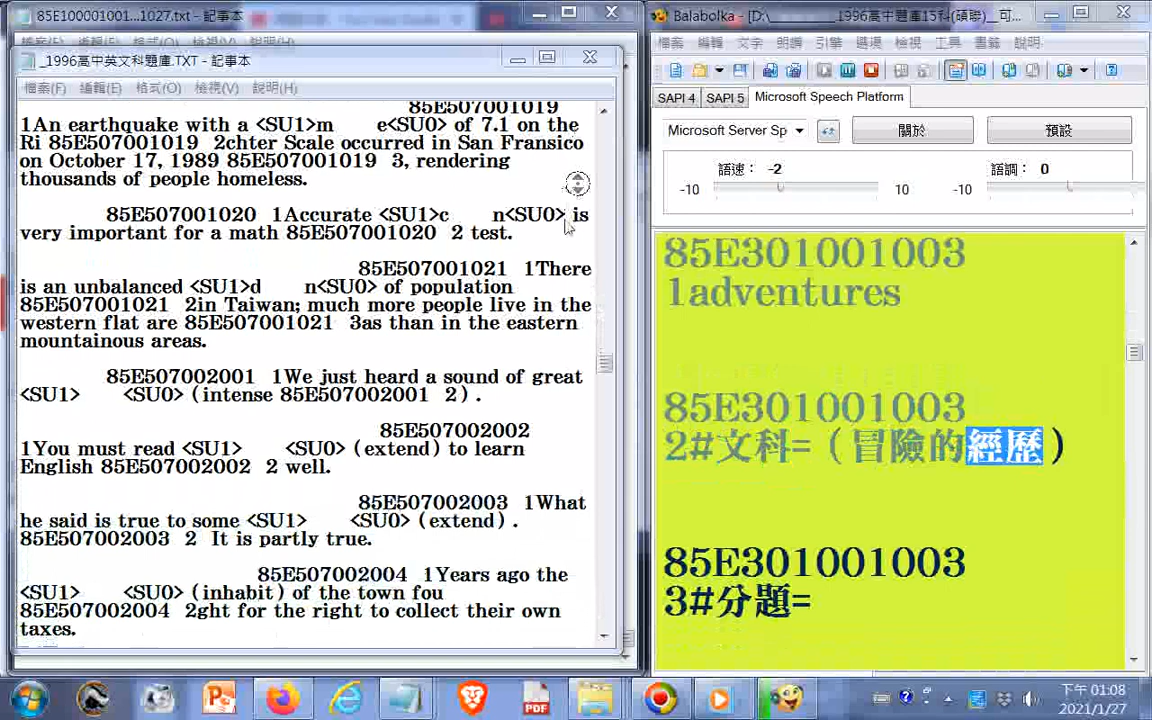 85E100001001...1027.txt - 記事本
_1996高中英文科題庫.TXT - 記事本
檔案(F) 編輯(E) 格式(O) 檢視(V) 說明(H)
85E507001019
1An earthquake with a <SU1>m e<SU0> of 7.1 on the
Ri 85E507001019 2chter Scale occurred in San Fransico
on October 17, 1989 85E507001019 3, rendering
thousands of people homeless.
85E507001020 1Accurate <SU1>c n<SU0> is
very important for a math 85E507001020 2 test.
85E507001021 1There
is an unbalanced <SU1>d n<SU0> of population
85E507001021 2in Taiwan; much more people live in the
western flat are 85E507001021 3as than in the eastern
mountainous areas.
85E507002001 1We just heard a sound of great
<SU1> <SU0> (intense 85E507002001 2) .
85E507002002
1You must read <SU1> <SU0> (extend) to learn
English 85E507002002 2 well.
85E507002003 1What
he said is true to some <SU1> <SU0> (extend) .
85E507002003 2 It is partly true.
85E507002004 1Years ago the
<SU1> <SU0> (inhabit) of the town fou
85E507002004 2ght for the right to collect their own
taxes.
Balabolka - [D:\ _1996高中題庫15科(碩聯)_可...
檔案 編輯 文字 朗讀 引擎 選項 檢視 工具 書籤 說明
SAPI 4 SAPI 5 Microsoft Speech Platform
Microsoft Server Sp 關於 預設
語速： -2 語調： 0
-10 10 -10
85E301001003
1adventures
85E301001003
2#文科=（冒險的經歷）
85E301001003
3#分題=
PDF
下午 01:08
2021/1/27